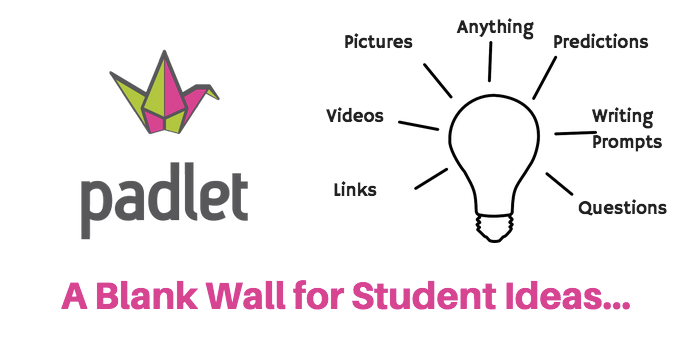 padlet
Anything
Pictures
Predictions
Videos
Writing
Prompts
Links
Questions
A Blank Wall for Student Ideas...